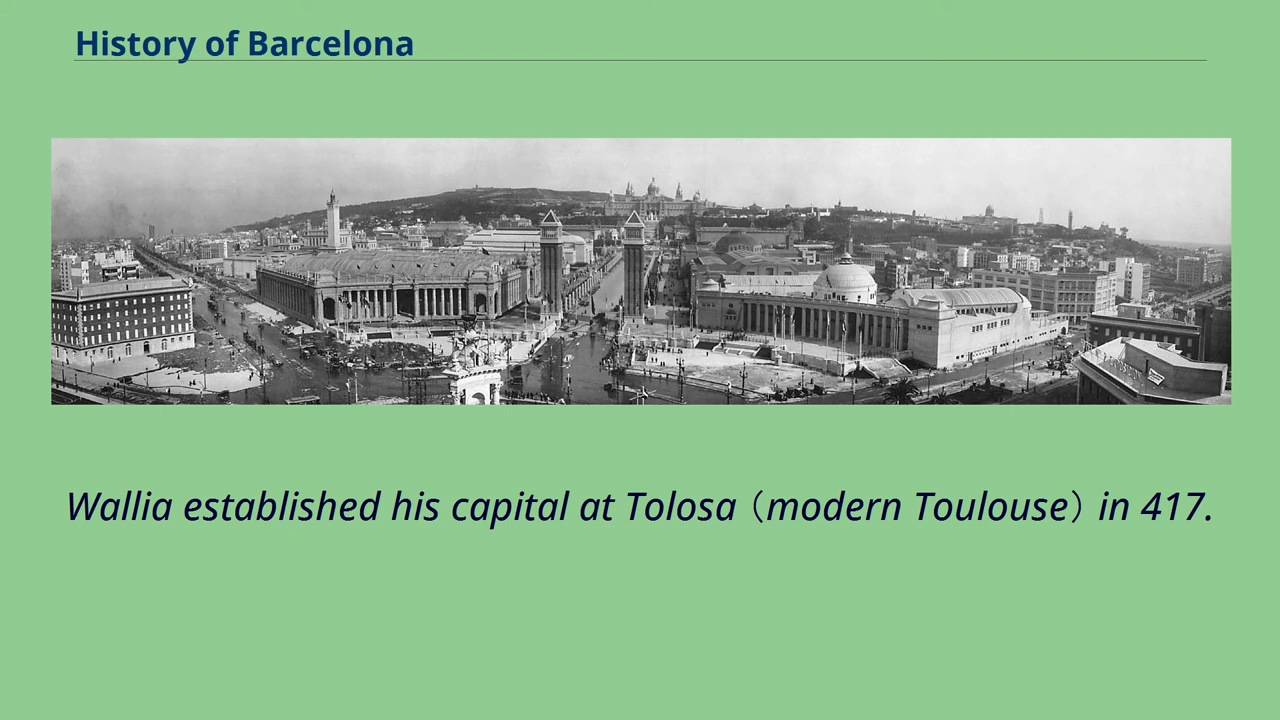 History of Barcelona
Wallia established his capital at Tolosa (modern Toulouse) in 417.